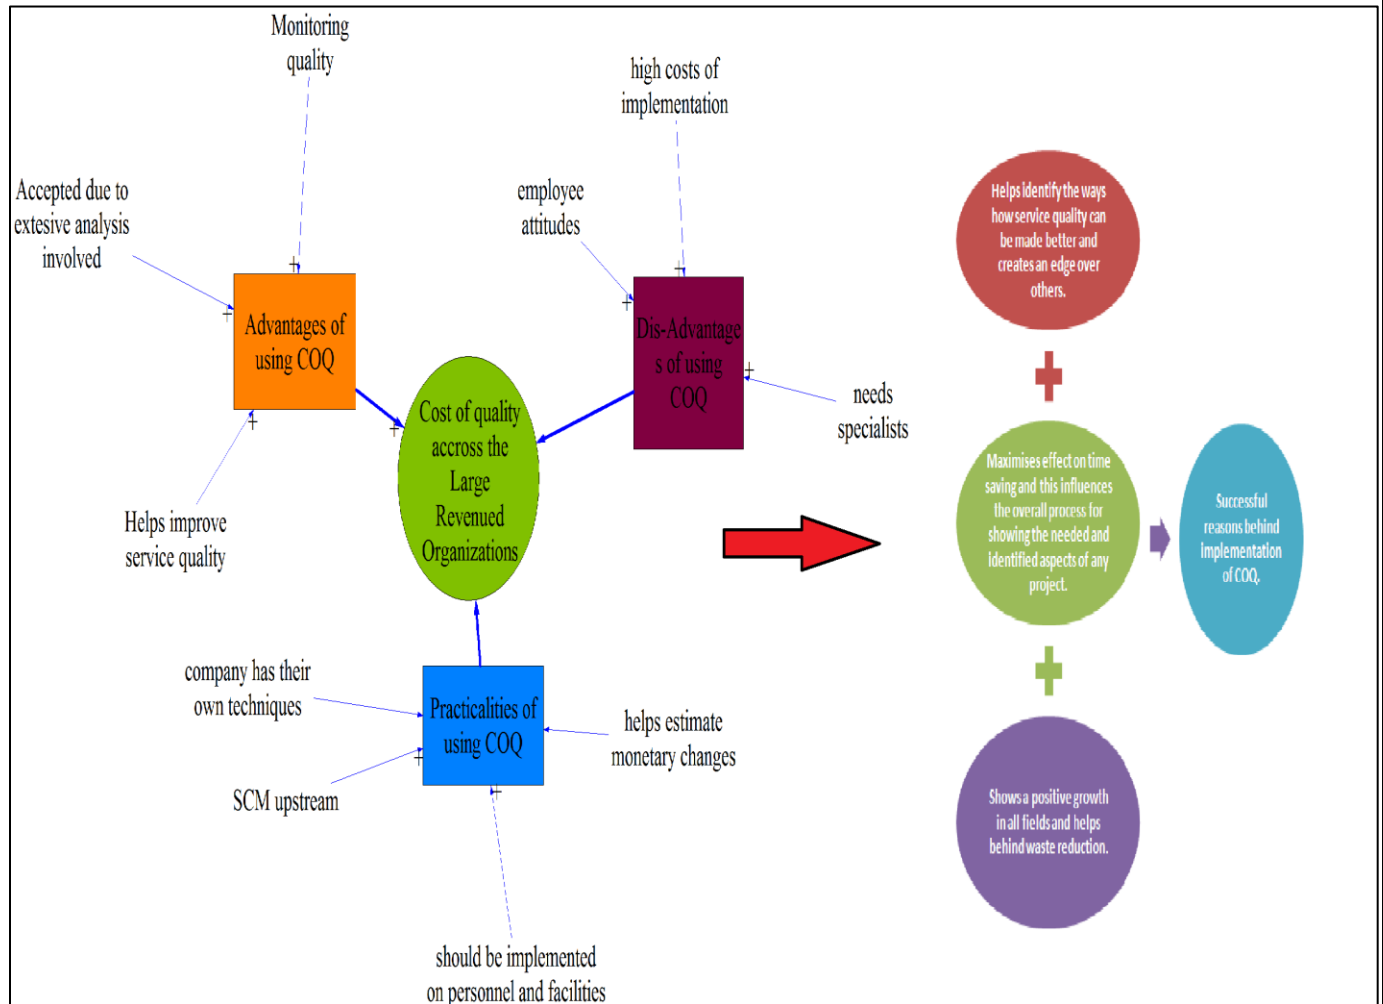 Monitoring
quality
high costs of
implementation
Accepted due to
extesive analysis
involved
employee
attitudes
Advantages of
using COQ
Dis-Advantage
s of using
COQ
needs
specialists
Helps improve
service quality
Cost of quality
accross the
Large
Revenued
Organizations
company has their
own techniques
SCM upstream
Practicalities of
using COQ
helps estimate
monetary changes
should be implemented
on personnel and facilities
Helps identify the ways
how service quality can
be made better and
creates an edge over
others.
Maximises effect on time
saving and this influences
the overall process for
showing the needed and
identified aspects of any
project.
Successful
reasons behind
implementation
of COQ.
Shows a positive growth
in all fields and helps
behind waste reduction.